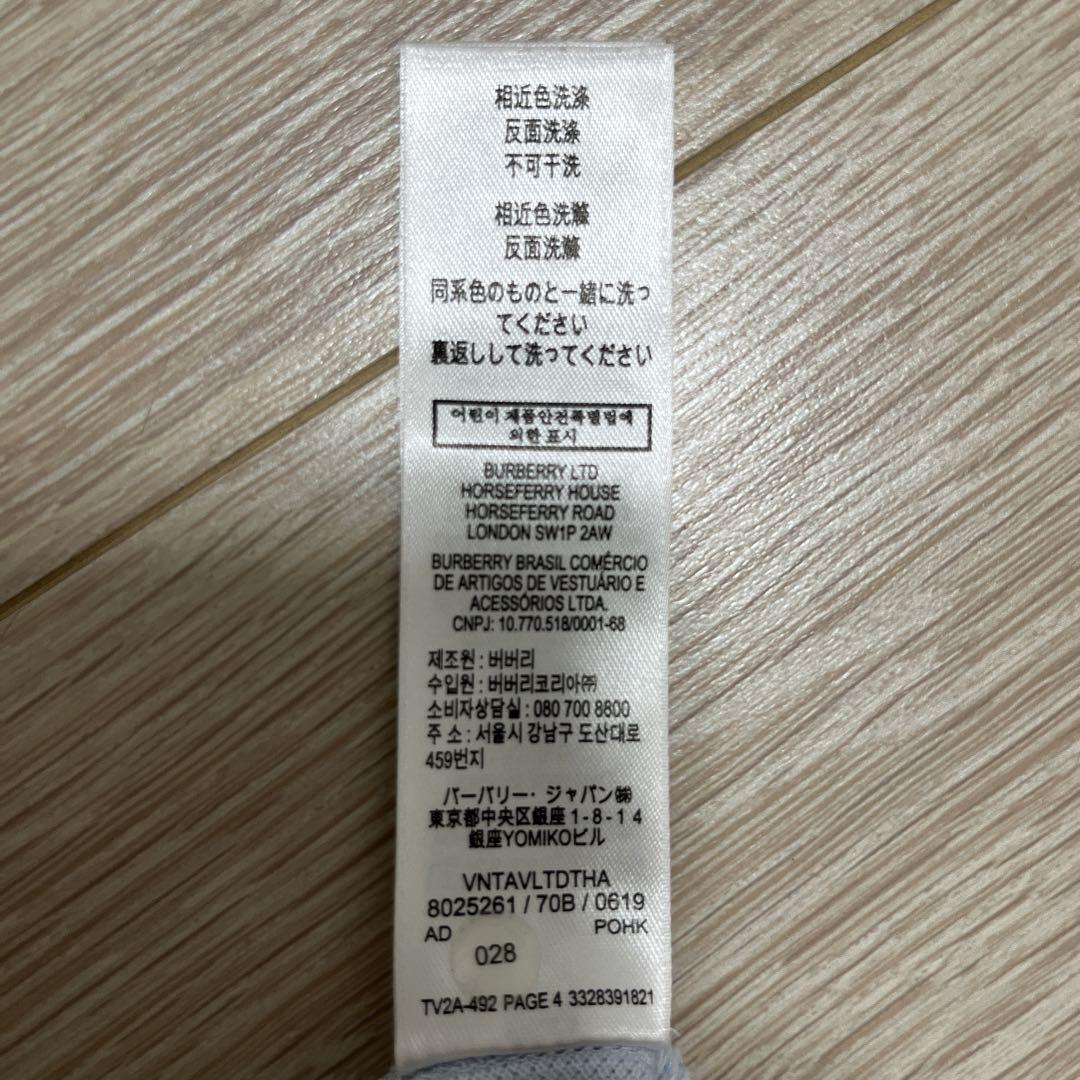 相近色洗涤
反面洗涤
不可干洗
相近色洗滌
反面洗滌
同系色のものと一緒に洗っ
てください
裏返しして洗ってください
어린이제품안전특별법에
의한 표시
BURBERRY LTD
HORSEFERRY HOUSE
HORSEFERRY ROAD
LONDON SW1P 2AW
BURBERRY BRASIL COMÉRCIO
DE ARTIGOS DE VESTUÁRIO E
ACESSÓRIOS LTDA.
CNPJ: 10.770.518/0001-68
제조원 : 버버리
수입원 : 버버리코리아㈜
소비자상담실 : 080 700 8800
주 소 : 서울시 강남구 도산대로
459번지
バーバリー・ジャパン㈱
東京都中央区銀座1-8-14
銀座YOMIKOビル
VNTAVLTDTHA
8025261 / 70B / 0619
AD POHK
028
TV2A-492 PAGE 4 3328391821